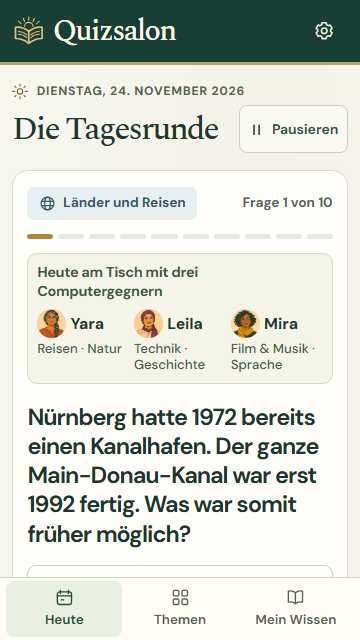 Quizsalon
DIENSTAG, 24. NOVEMBER 2026
Die Tagesrunde
Pausieren
Länder und Reisen
Frage 1 von 10
Heute am Tisch mit drei
Computergegnern
Yara
Leila
Mira
Reisen · Natur
Technik ·
Geschichte
Film & Musik ·
Sprache
Nürnberg hatte 1972 bereits
einen Kanalhafen. Der ganze
Main-Donau-Kanal war erst
1992 fertig. Was war somit
früher möglich?
Heute
Themen
Mein Wissen